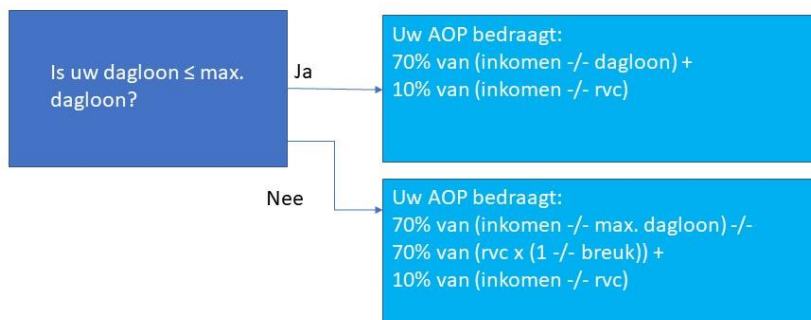 Is uw dagloon ≤ max.
dagloon?
Ja
Uw AOP bedraagt:
70% van (inkomen -/- dagloon) +
10% van (inkomen -/- rvc)
Nee
Uw AOP bedraagt:
70% van (inkomen -/- max. dagloon) -/-
70% van (rvc x (1 -/- breuk)) +
10% van (inkomen -/- rvc)